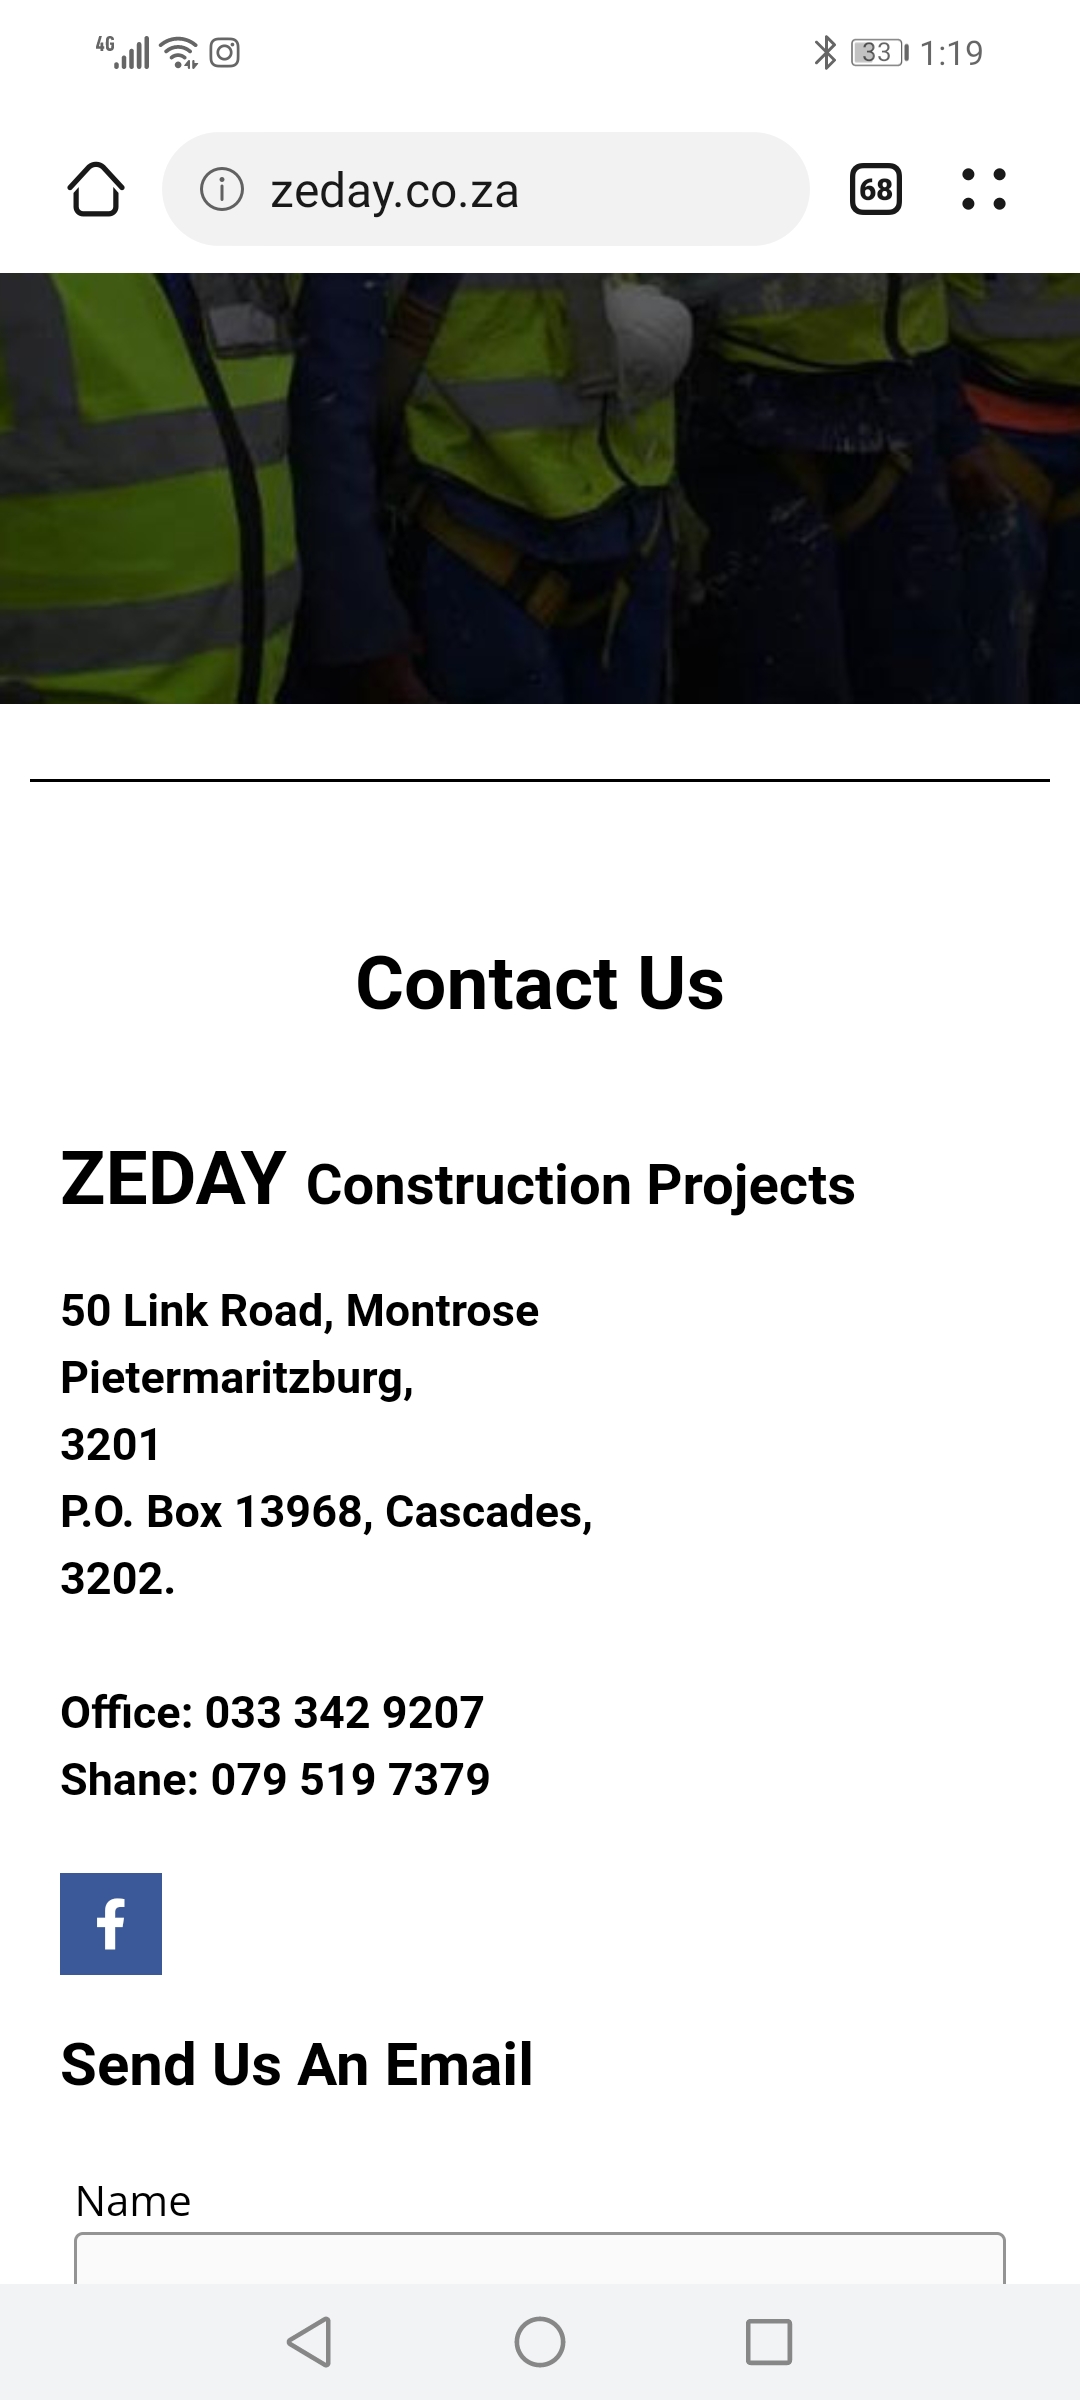 4G 33 1:19
zeday.co.za 68
Contact Us
ZEDAY Construction Projects
50 Link Road, Montrose
Pietermaritzburg,
3201
P.O. Box 13968, Cascades,
3202.
Office: 033 342 9207
Shane: 079 519 7379
f
Send Us An Email
Name